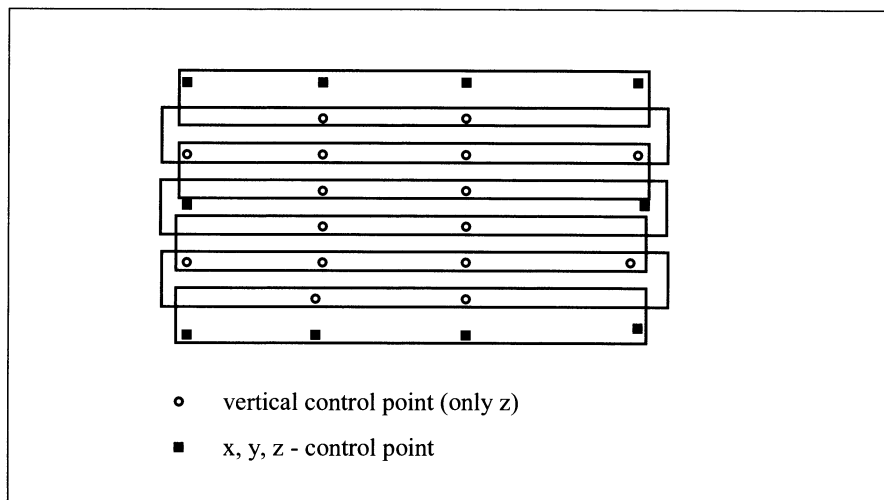 vertical control point (only z)
x, y, z - control point